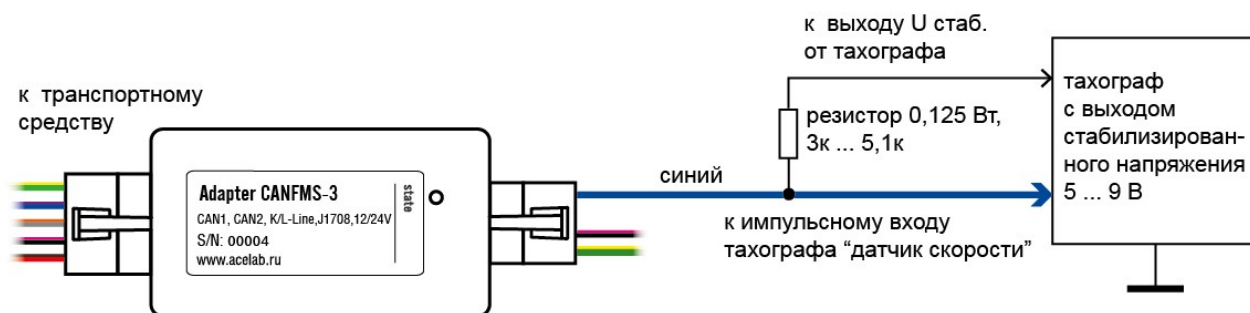 к выходу U стаб.
от тахографа
к транспортному
средству
тахограф
с выходом
стабилизирован-
ного напряжения
5 ... 9 В
резистор 0,125 Вт,
3к ... 5,1к
синий
Adapter CANFMS-3
CAN1, CAN2, K/L-Line,J1708,12/24V
S/N: 00004
www.acelab.ru
state
к импульсному входу
тахографа “датчик скорости”